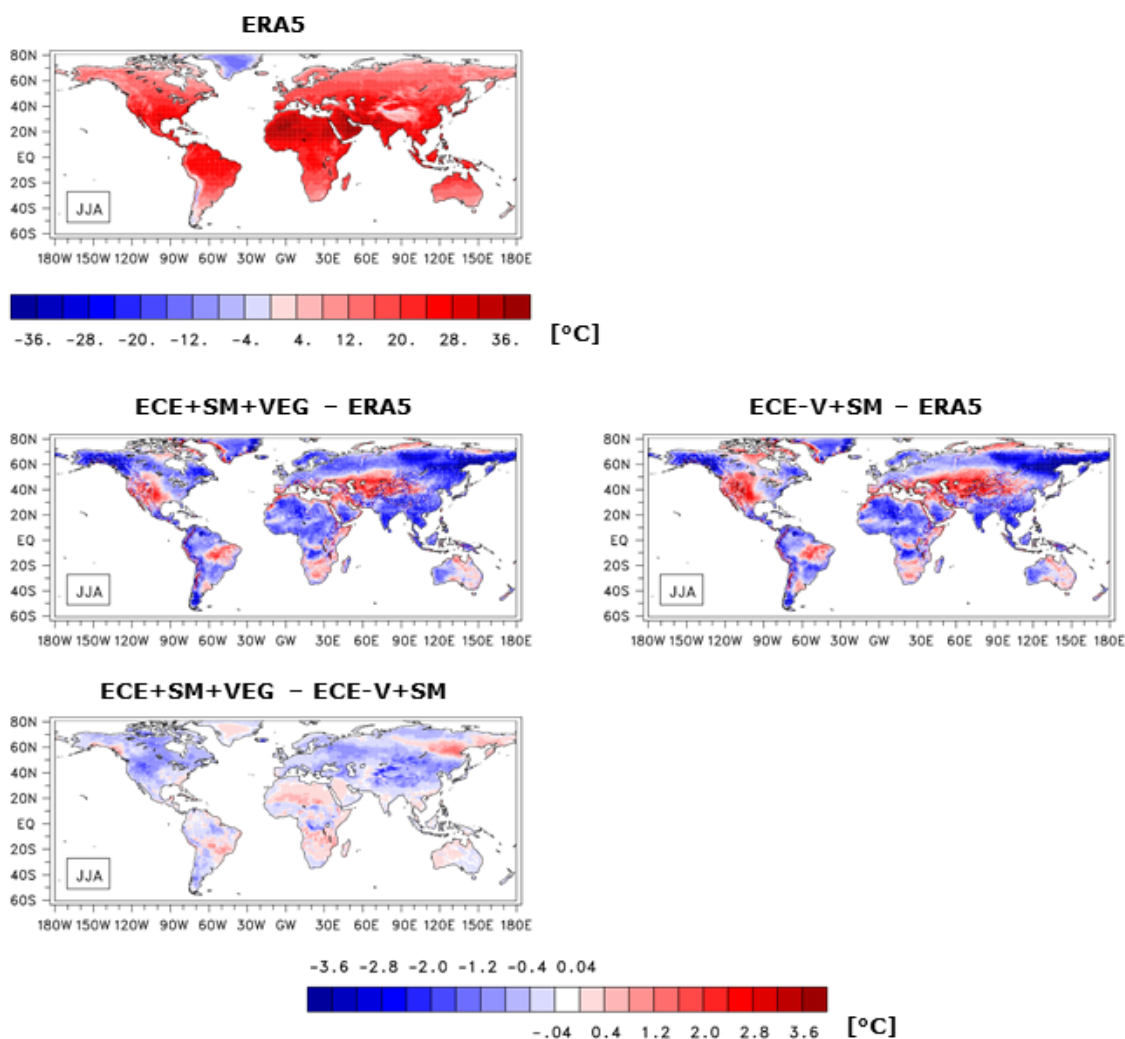 ERA5
80N
60N
40N
20N
EQ
20S
40S
60S
JJA
180W 150W 120W 90W 60W 30W GW 30E 60E 90E 120E 150E 180E
-36. -28. -20. -12. -4. 4. 12. 20. 28. 36.
[°C]
ECE+SM+VEG – ERA5
80N
60N
40N
20N
EQ
20S
40S
60S
JJA
180W 150W 120W 90W 60W 30W GW 30E 60E 90E 120E 150E 180E
ECE-V+SM – ERA5
80N
60N
40N
20N
EQ
20S
40S
60S
JJA
180W 150W 120W 90W 60W 30W GW 30E 60E 90E 120E 150E 180E
ECE+SM+VEG – ECE-V+SM
80N
60N
40N
20N
EQ
20S
40S
60S
JJA
180W 150W 120W 90W 60W 30W GW 30E 60E 90E 120E 150E 180E
-3.6 -2.8 -2.0 -1.2 -0.4 0.04
-.04 0.4 1.2 2.0 2.8 3.6
[°C]